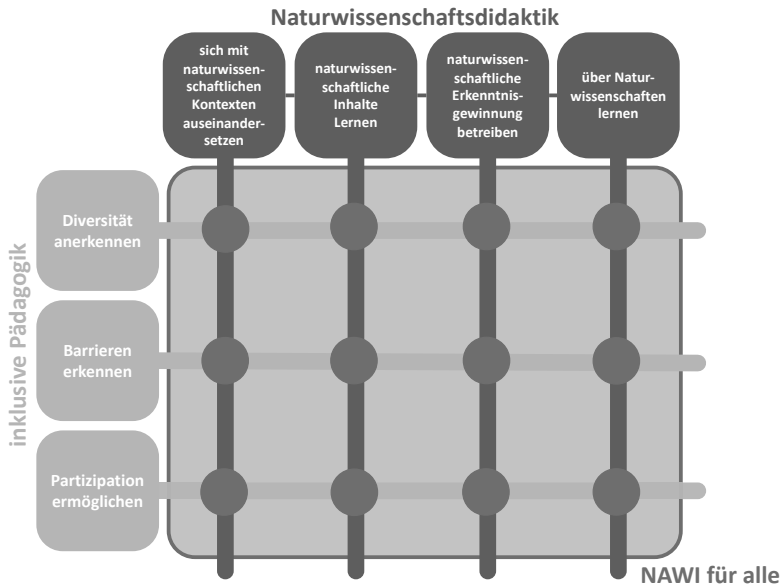 Naturwissenschaftsdidaktik
sich mit
naturwissen-
schaftlichen
Kontexten
auseinander-
setzen
naturwissen-
schaftliche
Inhalte
Lernen
naturwissen-
schaftliche
Erkenntnis-
gewinnung
betreiben
über Natur-
wissenschaften
lernen
inklusive Pädagogik
Diversität
anerkennen
Barrieren
erkennen
Partizipation
ermöglichen
NAWI für alle